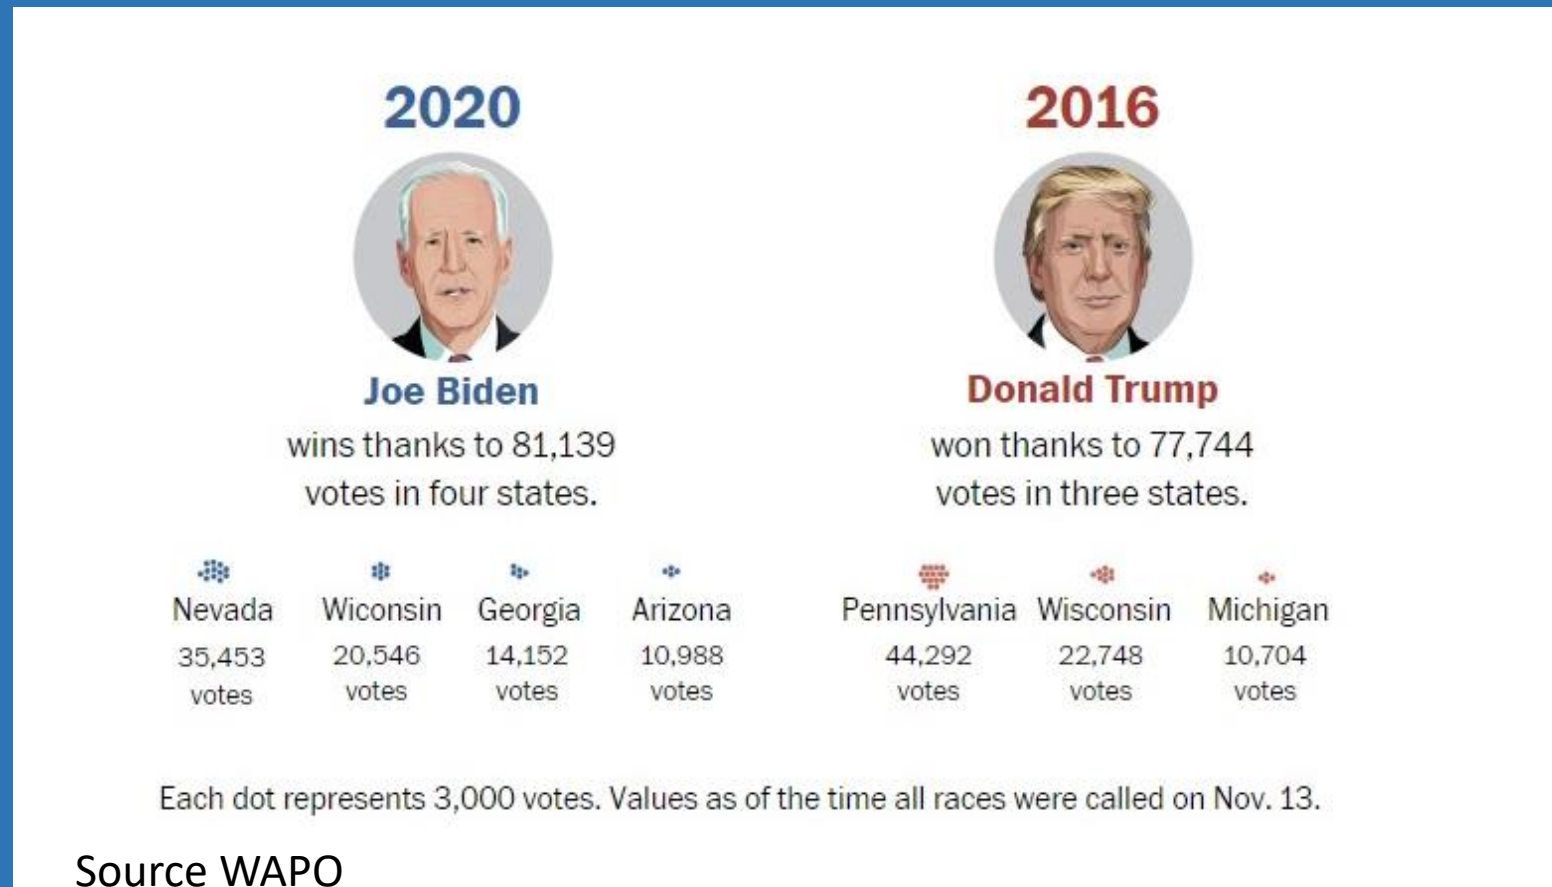 2020
Joe Biden
wins thanks to 81,139
votes in four states.
Nevada
35,453
votes
Wiconsin
20,546
votes
Georgia
14,152
votes
Arizona
10,988
votes
2016
Donald Trump
won thanks to 77,744
votes in three states.
Pennsylvania
44,292
votes
Wisconsin
22,748
votes
Michigan
10,704
votes
Each dot represents 3,000 votes. Values as of the time all races were called on Nov. 13.
Source WAPO